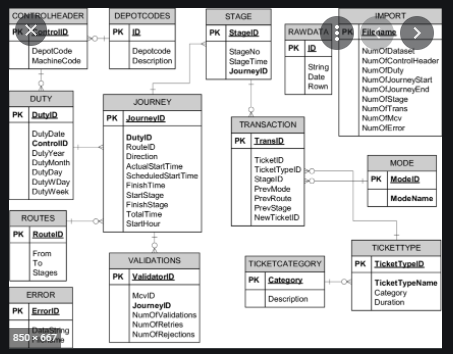 CONTROLHEADER
PK ControlID
DepotCode
MachineCode
DEPOTCODES
PK ID
Depotcode
Description
STAGE
PK StageID
StageNo
StageTime
JourneyID
RAWDATA
PK ID
String
Date
Rown
IMPORT
PK Filename
NumOfDataset
NumOfControlHeader
NumOfDuty
NumOfJourneyStart
NumOfJourneyEnd
NumOfStage
NumOfTrans
NumOfMcv
NumOfError
DUTY
PK DutyID
DutyDate
ControlID
DutyYear
DutyMonth
DutyDay
DutyWDay
DutyWeek
JOURNEY
PK JourneyID
DutyID
RouteID
Direction
ActualStartTime
ScheduledStartTime
FinishTime
StartStage
FinishStage
TotalTime
StartHour
TRANSACTION
PK TransID
TicketID
TicketTypeID
StageID
PrevMode
PrevRoute
PrevStage
NewTicketID
MODE
PK ModeID
ModeName
ROUTES
PK RouteID
From
To
Stages
VALIDATIONS
PK ValidatorID
McvID
JourneyID
NumOfValidations
NumOfRetries
NumOfRejections
TICKETCATEGORY
PK Category
Description
TICKETTYPE
PK TicketTypeID
TicketTypeName
Category
Duration
ERROR
PK ErrorID
DataString
850 × 667